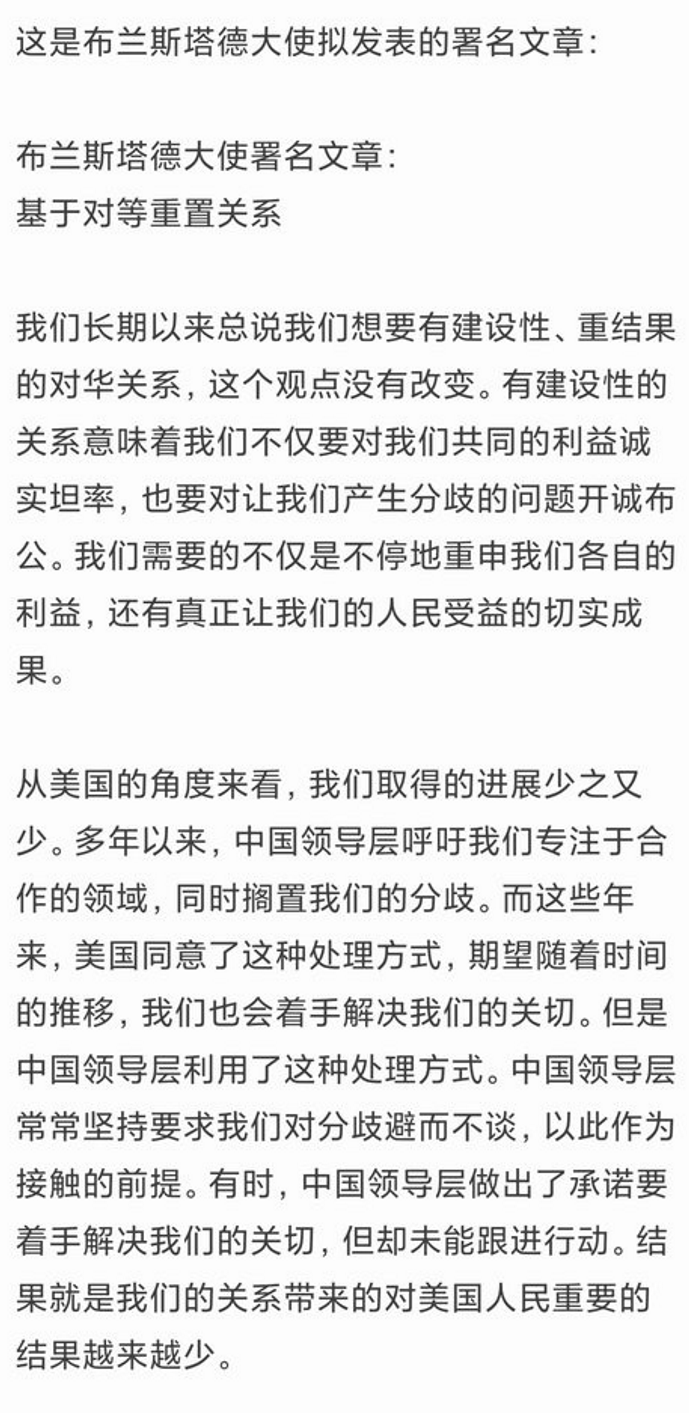 这是布兰斯塔德大使拟发表的署名文章：
布兰斯塔德大使署名文章：
基于对等重置关系
我们长期以来总说我们想要有建设性、重结果
的对华关系，这个观点没有改变。有建设性的
关系意味着我们不仅要对我们共同的利益诚
实坦率，也要对让我们产生分歧的问题开诚布
公。我们需要的不仅是不停地重申我们各自的
利益，还有真正让我们的人民受益的切实成
果。
从美国的角度来看，我们取得的进展少之又
少。多年以来，中国领导层呼吁我们专注于合
作的领域，同时搁置我们的分歧。而这些年
来，美国同意了这种处理方式，期望随着时间
的推移，我们也会着手解决我们的关切。但是
中国领导层利用了这种处理方式。中国领导层
常常坚持要求我们对分歧避而不谈，以此作为
接触的前提。有时，中国领导层做出了承诺要
着手解决我们的关切，但却未能跟进行动。结
果就是我们的关系带来的对美国人民重要的
结果越来越少。